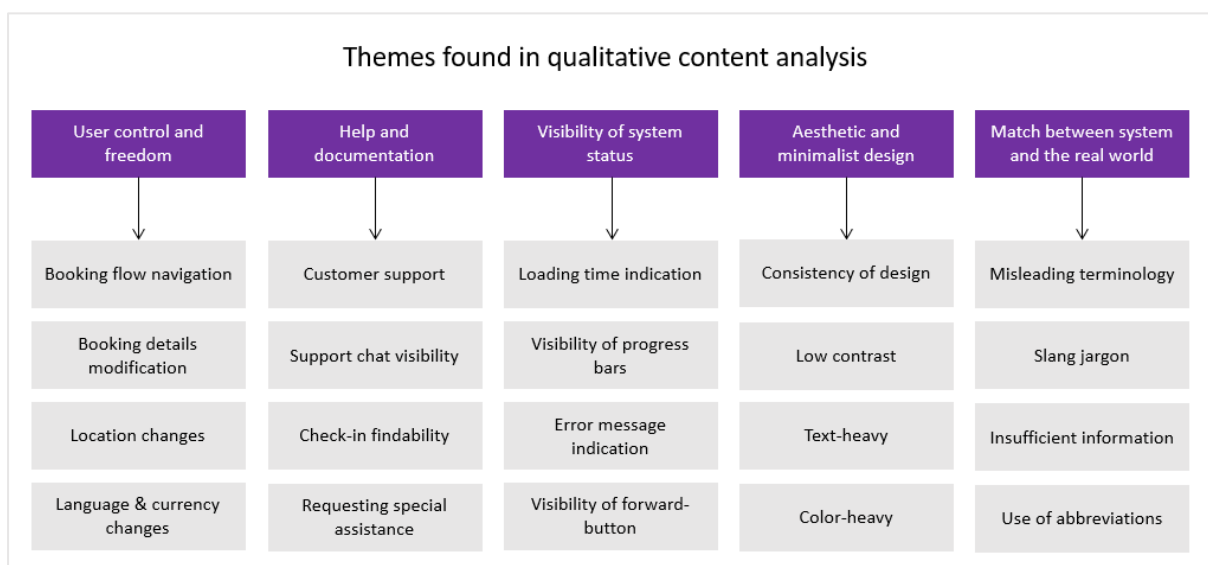 Themes found in qualitative content analysis
User control and
freedom
Help and
documentation
Visibility of system
status
Aesthetic and
minimalist design
Match between system
and the real world
Booking flow navigation
Customer support
Loading time indication
Consistency of design
Misleading terminology
Booking details
modification
Support chat visibility
Visibility of progress
bars
Low contrast
Slang jargon
Location changes
Check-in findability
Error message
indication
Text-heavy
Insufficient information
Language & currency
changes
Requesting special
assistance
Visibility of forward-
button
Color-heavy
Use of abbreviations